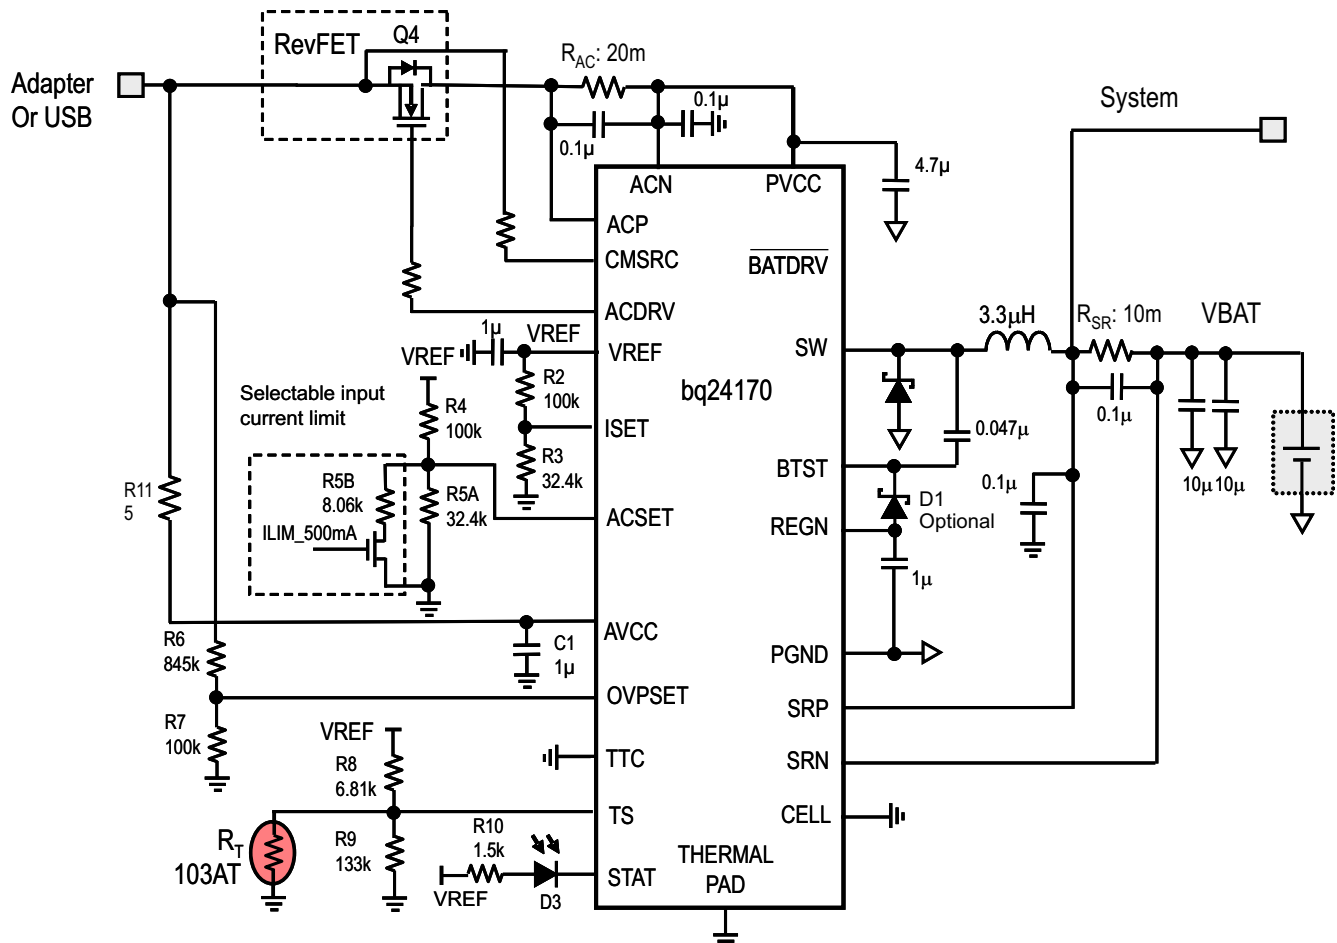 RevFET
Q4
R_AC: 20m
Adapter
Or USB
0.1µ
0.1µ
System
4.7µ
ACN
PVCC
ACP
CMSRC
BATDRV
ACDRV
1µ
VREF
VREF
VREF
SW
3.3µH
R_SR: 10m
VBAT
Selectable input
current limit
R2
100k
bq24170
R4
100k
ISET
0.1µ
0.047µ
R3
32.4k
BTST
R5B
8.06k
R5A
32.4k
0.1µ
10µ
10µ
R11
5
D1
Optional
ILIM_500mA
ACSET
REGN
1µ
R6
845k
AVCC
C1
1µ
PGND
OVPSET
SRP
R7
100k
VREF
TTC
SRN
R8
6.81k
TS
CELL
R_T
103AT
R9
133k
R10
1.5k
THERMAL
PAD
STAT
VREF
D3